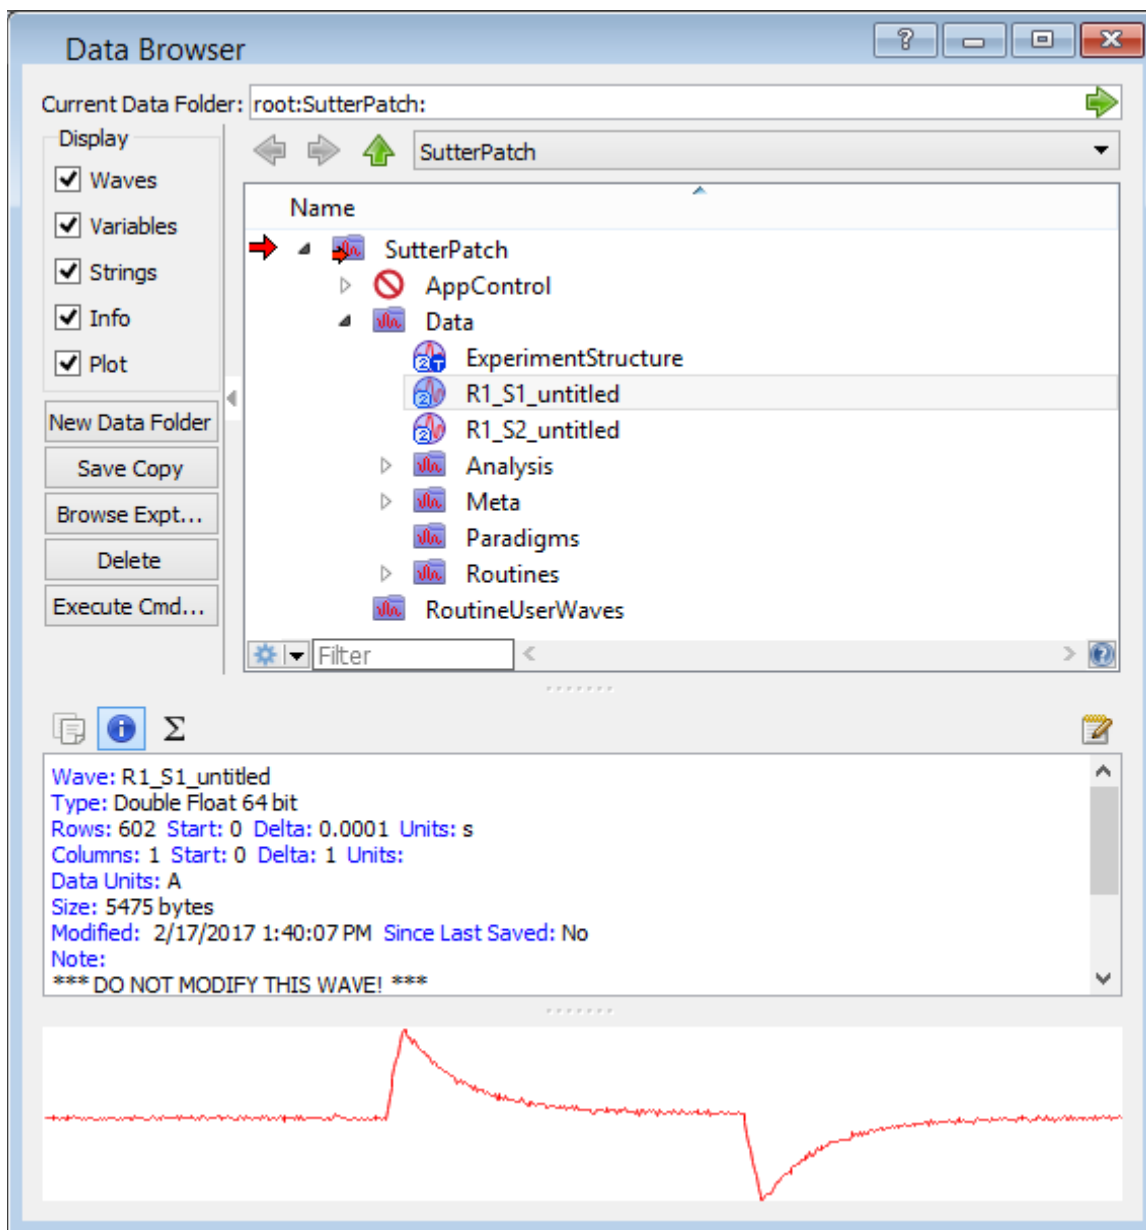 Data Browser
Current Data Folder: root:SutterPatch:
Display
SutterPatch
Waves
Variables
Strings
Info
Plot
New Data Folder
Save Copy
Browse Expt...
Delete
Execute Cmd...
Name
SutterPatch
AppControl
Data
ExperimentStructure
R1_S1_untitled
R1_S2_untitled
Analysis
Meta
Paradigms
Routines
RoutineUserWaves
Filter
Σ
Wave: R1_S1_untitled
Type: Double Float 64 bit
Rows: 602 Start: 0 Delta: 0.0001 Units: s
Columns: 1 Start: 0 Delta: 1 Units:
Data Units: A
Size: 5475 bytes
Modified: 2/17/2017 1:40:07 PM Since Last Saved: No
Note:
*** DO NOT MODIFY THIS WAVE! ***